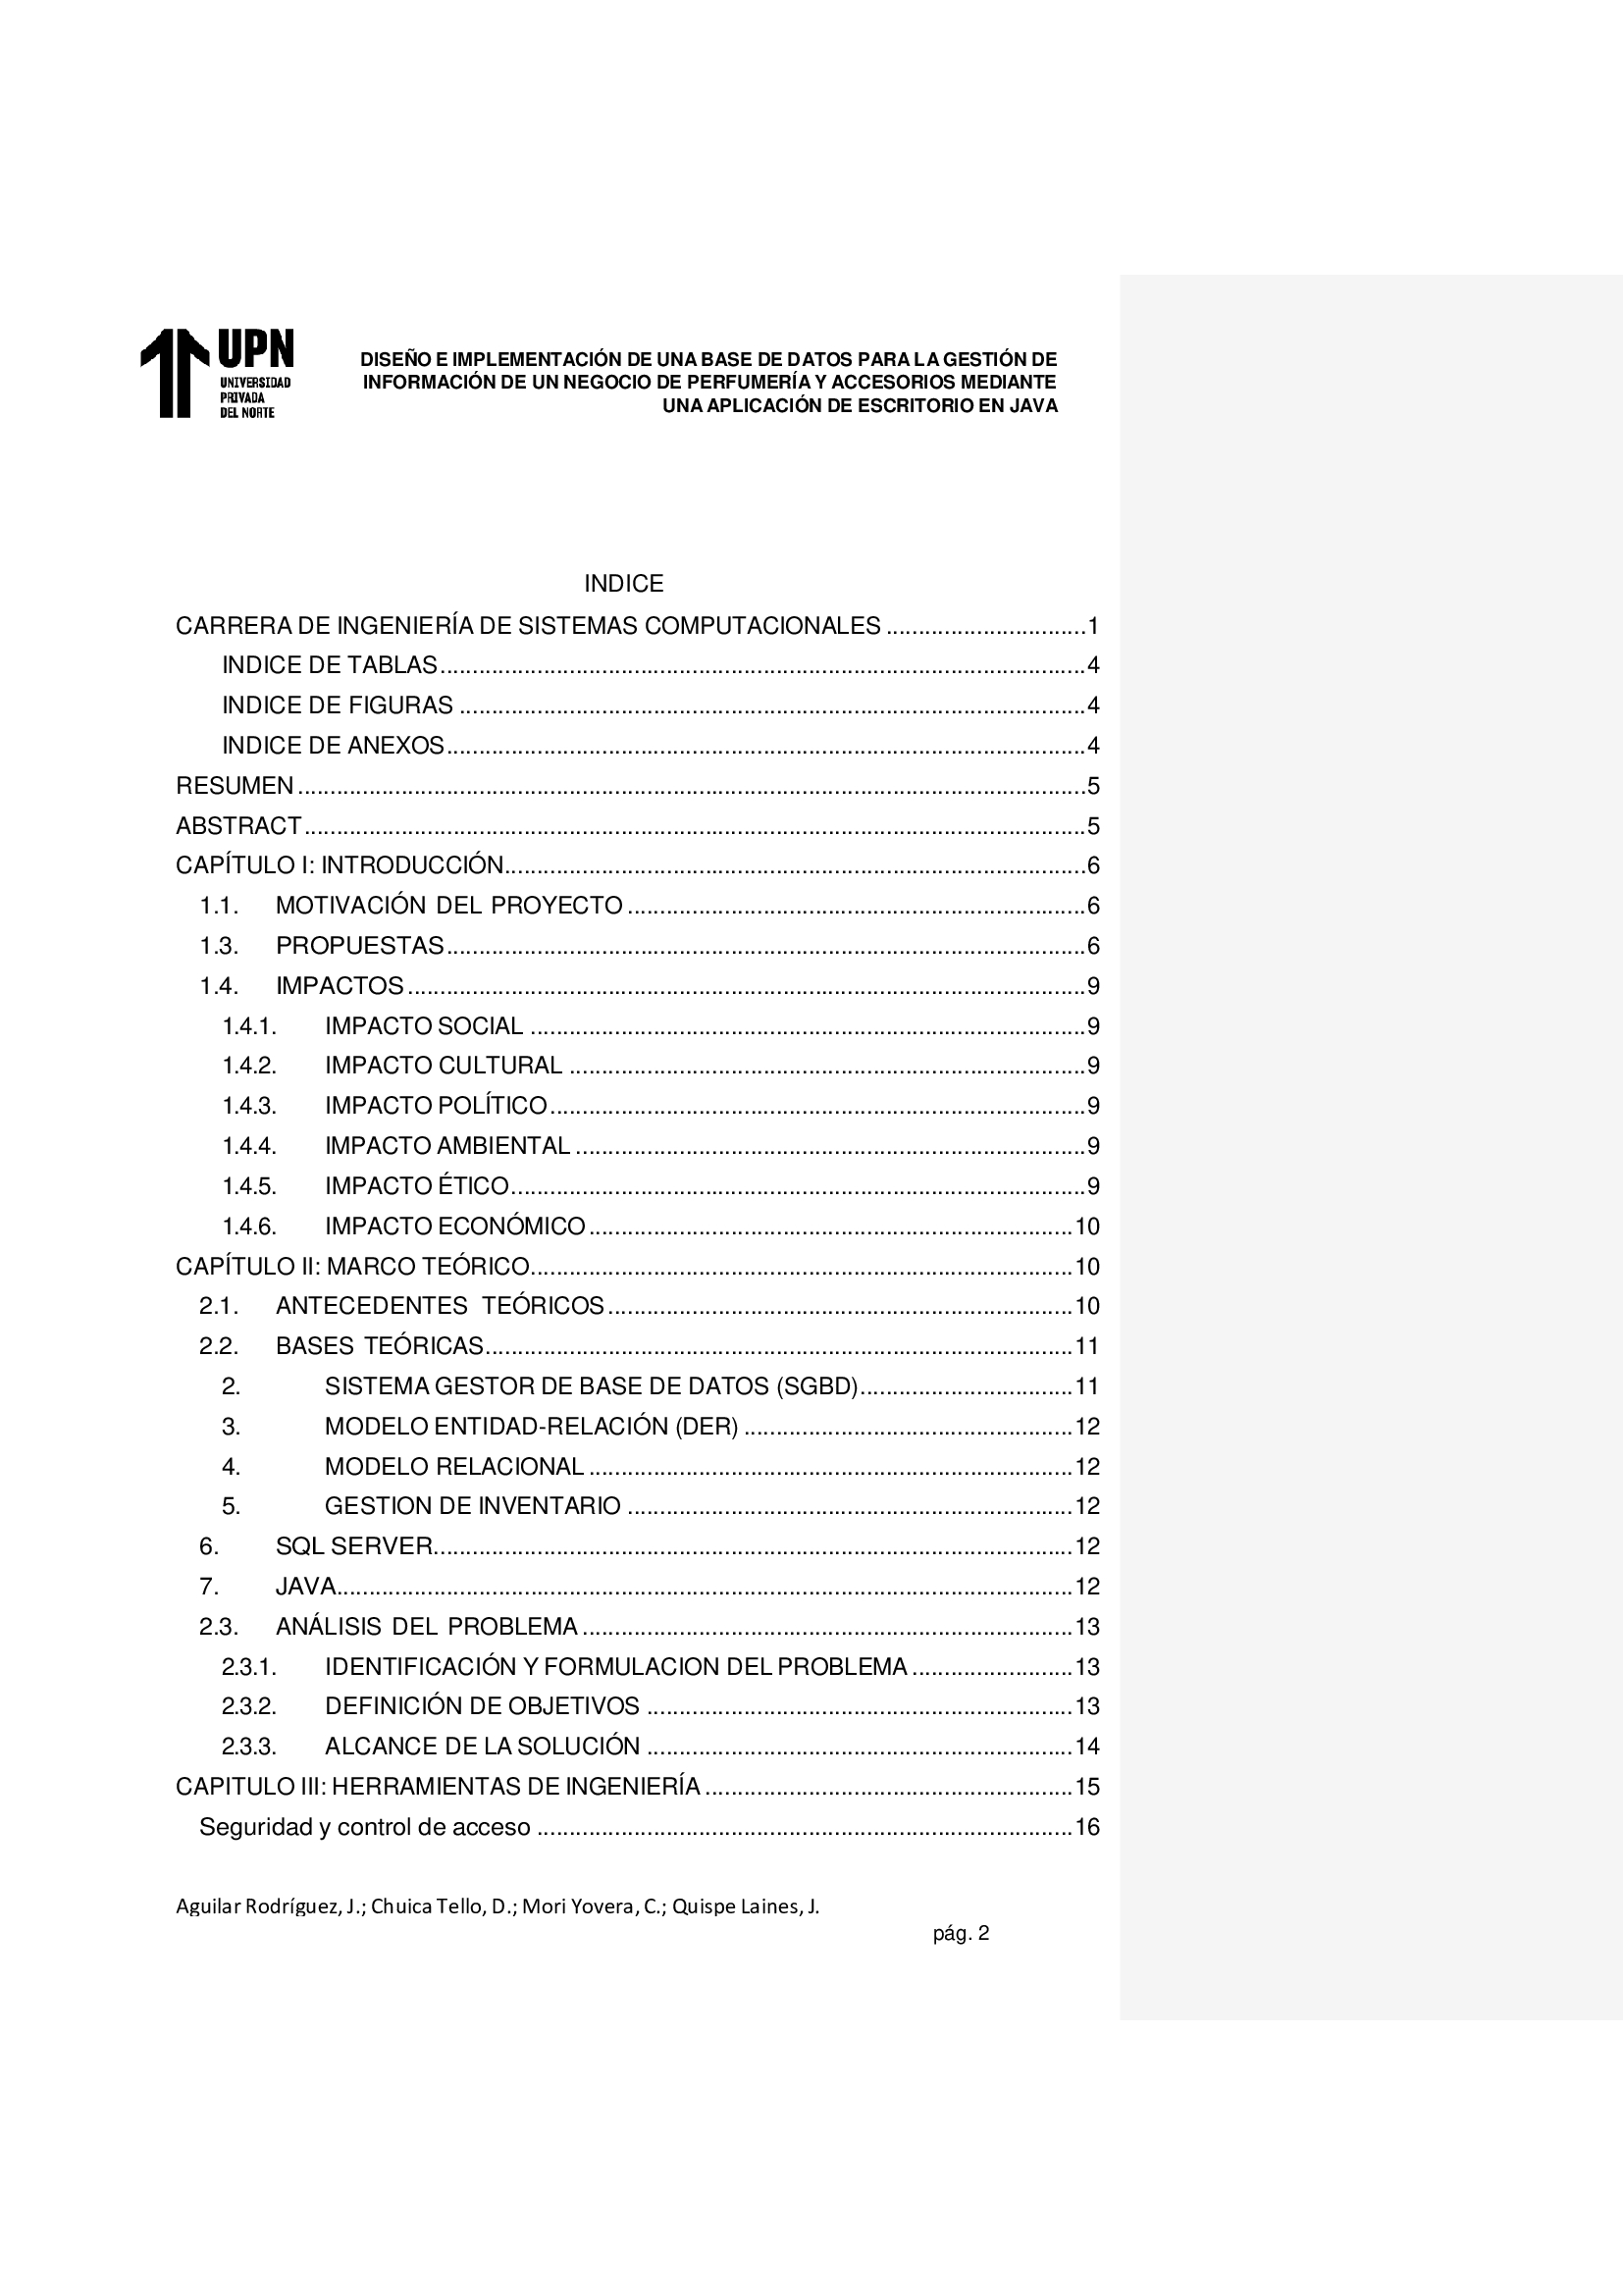 UPN
UNIVERSIDAD
PRIVADA
DEL NORTE
DISEÑO E IMPLEMENTACIÓN DE UNA BASE DE DATOS PARA LA GESTIÓN DE
INFORMACIÓN DE UN NEGOCIO DE PERFUMERÍA Y ACCESORIOS MEDIANTE
UNA APLICACIÓN DE ESCRITORIO EN JAVA
INDICE
CARRERA DE INGENIERÍA DE SISTEMAS COMPUTACIONALES ............................... 1
INDICE DE TABLAS .................................................................................................... 4
INDICE DE FIGURAS ................................................................................................. 4
INDICE DE ANEXOS ................................................................................................... 4
RESUMEN .......................................................................................................................... 5
ABSTRACT ......................................................................................................................... 5
CAPÍTULO I: INTRODUCCIÓN ............................................................................................... 6
1.1. MOTIVACIÓN DEL PROYECTO ....................................................................... 6
1.3. PROPUESTAS ................................................................................................... 6
1.4. IMPACTOS ......................................................................................................... 9
1.4.1. IMPACTO SOCIAL ...................................................................................... 9
1.4.2. IMPACTO CULTURAL ................................................................................ 9
1.4.3. IMPACTO POLÍTICO ................................................................................... 9
1.4.4. IMPACTO AMBIENTAL ............................................................................... 9
1.4.5. IMPACTO ÉTICO ......................................................................................... 9
1.4.6. IMPACTO ECONÓMICO ........................................................................... 10
CAPÍTULO II: MARCO TEÓRICO ..................................................................................... 10
2.1. ANTECEDENTES TEÓRICOS ........................................................................ 10
2.2. BASES TEÓRICAS ........................................................................................... 11
2. SISTEMA GESTOR DE BASE DE DATOS (SGBD) ................................. 11
3. MODELO ENTIDAD-RELACIÓN (DER) ................................................... 12
4. MODELO RELACIONAL ........................................................................... 12
5. GESTION DE INVENTARIO ..................................................................... 12
6. SQL SERVER ................................................................................................... 12
7. JAVA .................................................................................................................. 12
2.3. ANÁLISIS DEL PROBLEMA ............................................................................ 13
2.3.1. IDENTIFICACIÓN Y FORMULACION DEL PROBLEMA ......................... 13
2.3.2. DEFINICIÓN DE OBJETIVOS .................................................................. 13
2.3.3. ALCANCE DE LA SOLUCIÓN .................................................................. 14
CAPITULO III: HERRAMIENTAS DE INGENIERÍA ......................................................... 15
Seguridad y control de acceso ................................................................................... 16
Aguilar Rodríguez, J.; Chuica Tello, D.; Mori Yovera, C.; Quispe Laines, J.
pág. 2